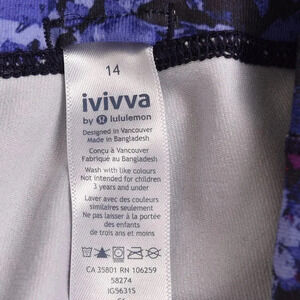 14
ivivva
by lululemon
Designed in Vancouver
Made in Bangladesh
Conçu à Vancouver
Fabriqué au Bangladesh
Wash with like colours
Not intended for children
3 years and under
Laver avec des couleurs
similaires seulement
Ne pas laisser à la portée
des enfants
de trois ans et moins
CA 35801 RN 106259
58274
IG5631S